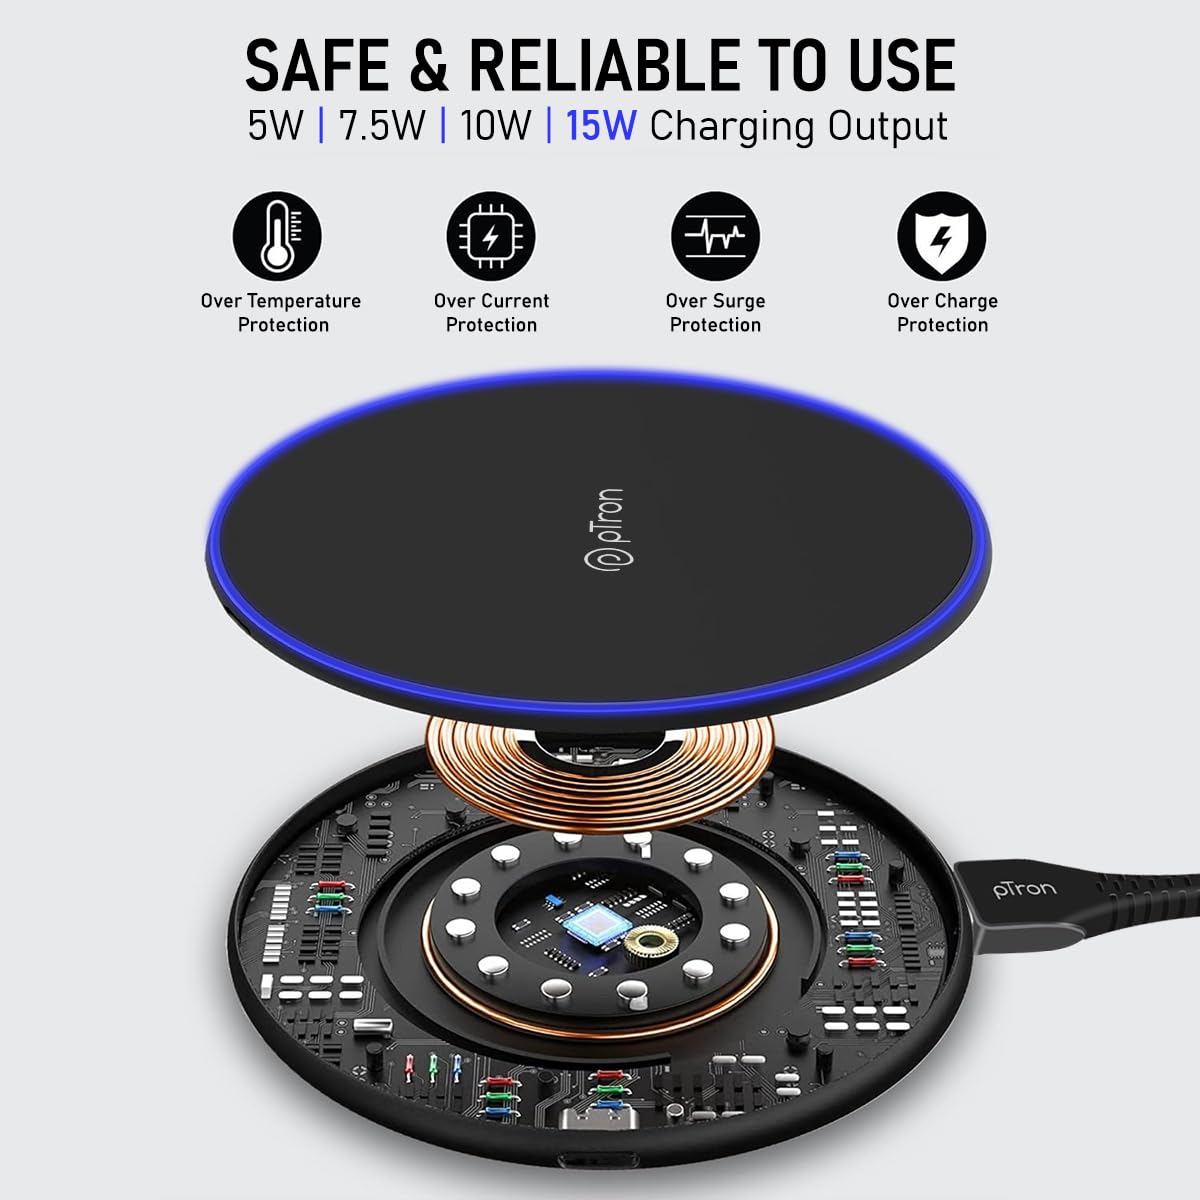 SAFE & RELIABLE TO USE
5W | 7.5W | 10W | 15W Charging Output
Over Temperature
Protection
Over Current
Protection
Over Surge
Protection
Over Charge
Protection
pTron
pTron